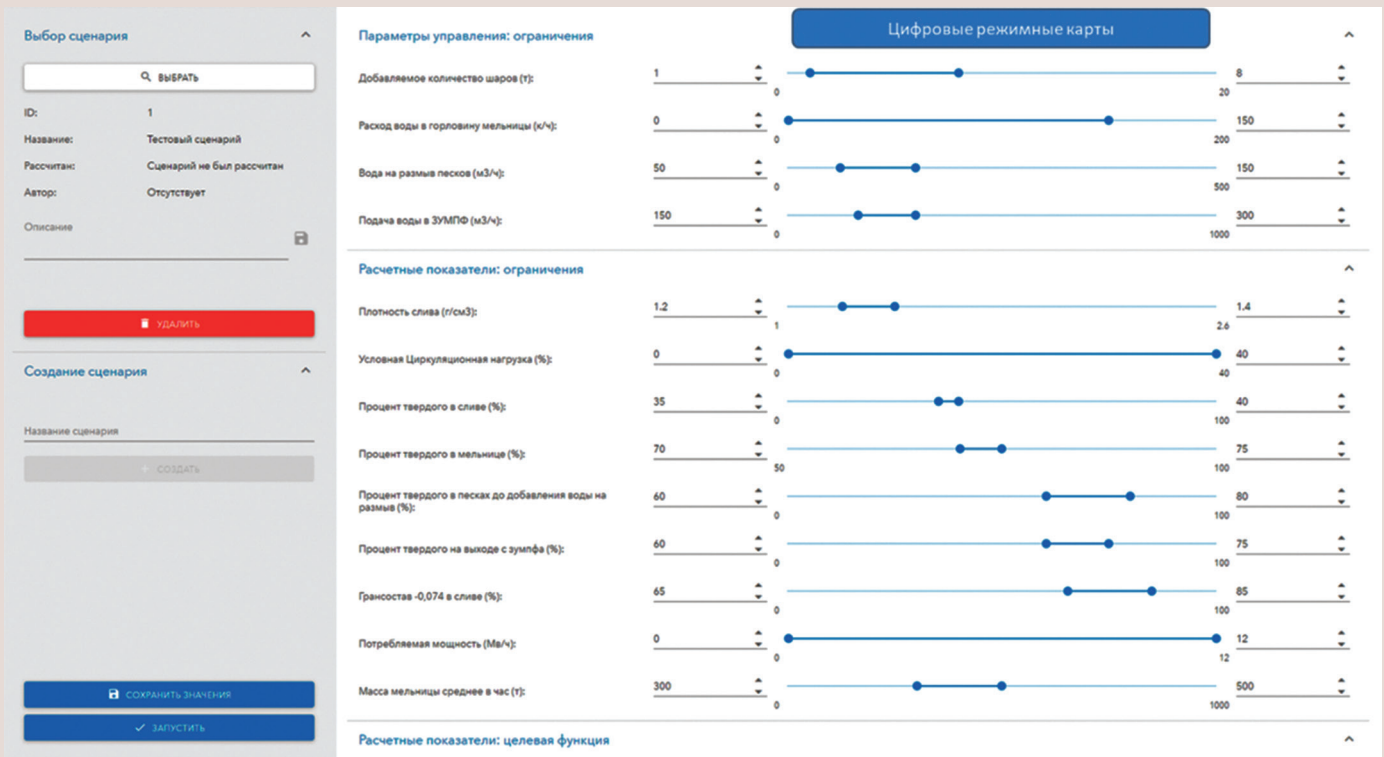 Выбор сценария
ВЫБРАТЬ
ID: 1
Название: Тестовый сценарий
Рассчитан: Сценарий не был рассчитан
Автор: Отсутствует
Описание
УДАЛИТЬ
Создание сценария
Название сценария
СОЗДАТЬ
СОХРАНИТЬ ЗНАЧЕНИЯ
ЗАПУСТИТЬ
Цифровые режимные карты
Параметры управления: ограничения
Добавляемое количество шаров (т): 1 8
0 20
Расход воды в горловину мельницы (к/ч): 0 150
0 200
Вода на размыв песков (м3/ч): 50 150
0 500
Подача воды в ЗУМПФ (м3/ч): 150 300
0 1000
Расчетные показатели: ограничения
Плотность слива (г/см3): 1.2 1.4
1 2.6
Условная Циркуляционная нагрузка (%): 0 40
0 40
Процент твердого в сливе (%): 35 40
0 100
Процент твердого в мельнице (%): 70 75
50 100
Процент твердого в песках до добавления воды на
размыв (%): 60 80
0 100
Процент твердого на выходе с зумпфа (%): 60 75
0 100
Грансостав -0,074 в сливе (%): 65 85
0 100
Потребляемая мощность (Мв/ч): 0 12
0 12
Масса мельницы среднее в час (т): 300 500
0 1000
Расчетные показатели: целевая функция